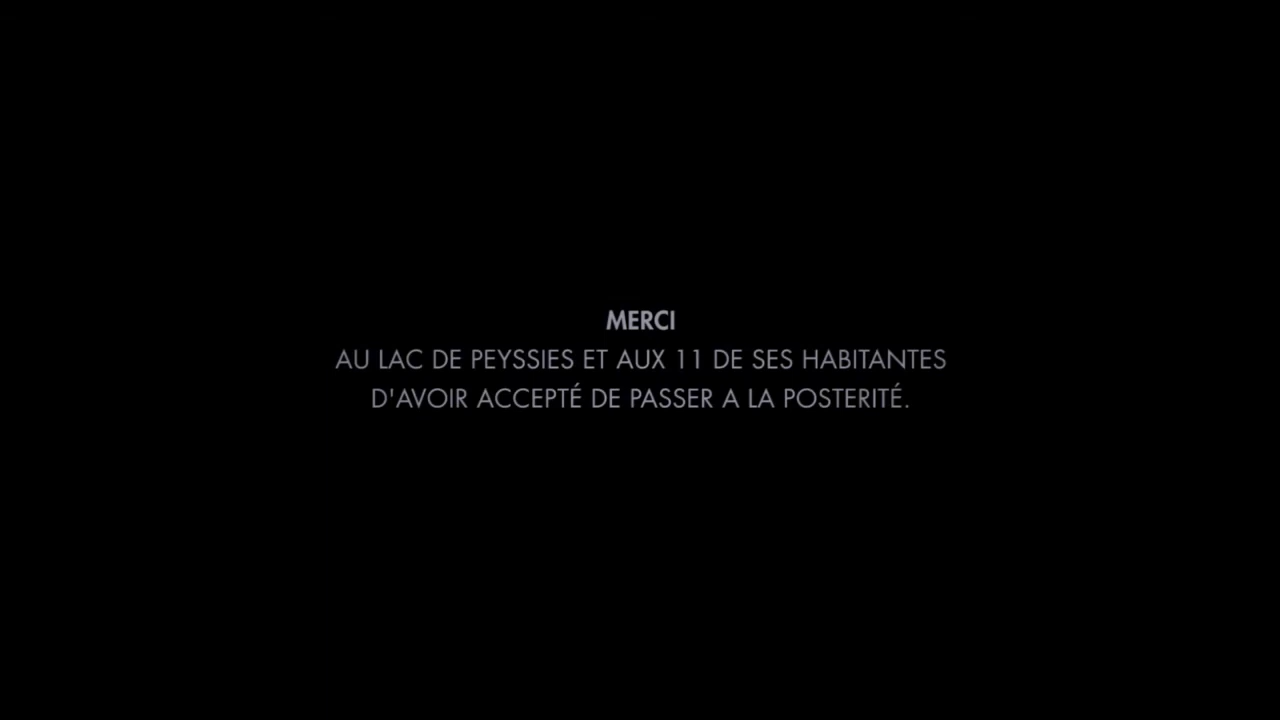 MERCI
AU LAC DE PEYSSIES ET AUX 11 DE SES HABITANTES
D'AVOIR ACCEPTÉ DE PASSER A LA POSTERITÉ.